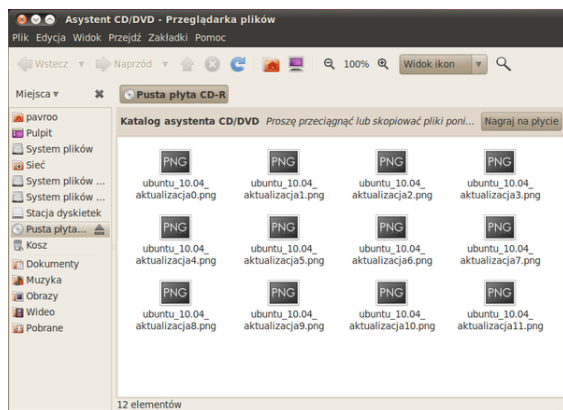 Asystent CD/DVD - Przeglądarka plików
Plik Edycja Widok Przejdź Zakładki Pomoc
Wstecz Naprzód 100% Widok ikon
Miejsca Pusta płyta CD-R
pavroo
Pulpit
System plików
Sieć
System plików ...
System plików ...
Stacja dyskietek
Pusta płyta...
Kosz
Dokumenty
Muzyka
Obrazy
Wideo
Pobrane
Katalog asystenta CD/DVD Proszę przeciągnąć lub skopiować pliki poni... Nagraj na płycie
PNG PNG PNG PNG
ubuntu_10.04_ ubuntu_10.04_ ubuntu_10.04_ ubuntu_10.04_
aktualizacja0.png aktualizacja1.png aktualizacja2.png aktualizacja3.png
PNG PNG PNG PNG
ubuntu_10.04_ ubuntu_10.04_ ubuntu_10.04_ ubuntu_10.04_
aktualizacja4.png aktualizacja5.png aktualizacja6.png aktualizacja7.png
PNG PNG PNG PNG
ubuntu_10.04_ ubuntu_10.04_ ubuntu_10.04_ ubuntu_10.04_
aktualizacja8.png aktualizacja9.png aktualizacja10.png aktualizacja11.png
12 elementów